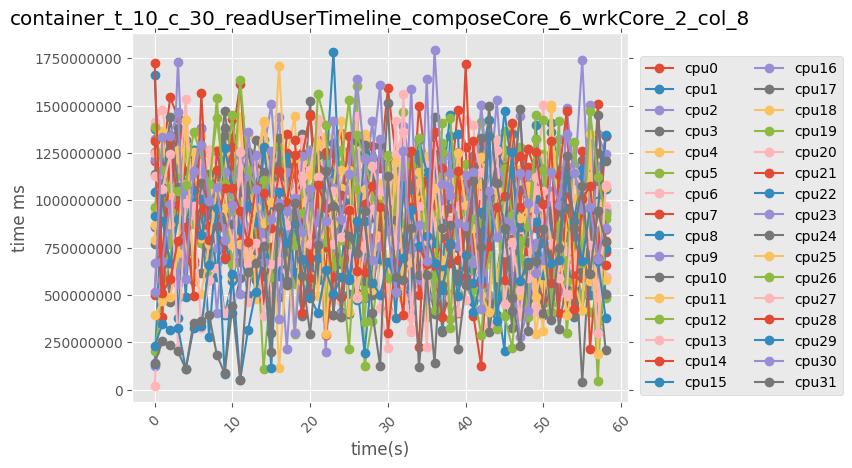 container_t_10_c_30_readUserTimeline_composeCore_6_wrkCore_2_col_8
time ms
1750000000
1500000000
1250000000
1000000000
750000000
500000000
250000000
0
0
10
20
30
40
50
60
time(s)
cpu0
cpu1
cpu2
cpu3
cpu4
cpu5
cpu6
cpu7
cpu8
cpu9
cpu10
cpu11
cpu12
cpu13
cpu14
cpu15
cpu16
cpu17
cpu18
cpu19
cpu20
cpu21
cpu22
cpu23
cpu24
cpu25
cpu26
cpu27
cpu28
cpu29
cpu30
cpu31